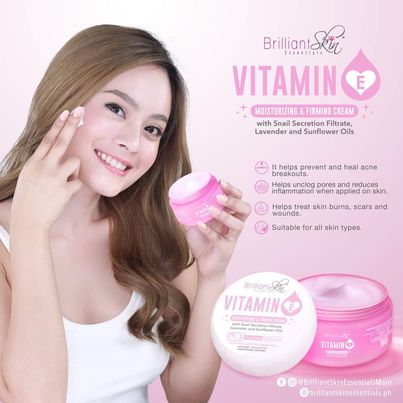 Brilliant Skin
Essentials
VITAMIN E
MOISTURIZING & FIRMING CREAM
with Snail Secretion Filtrate,
Lavender and Sunflower Oils
It helps prevent and heal acne
breakouts.
Helps unclog pores and reduces
inflammation when applied on skin.
Helps treat skin burns, scars and
wounds.
Suitable for all skin types.
Brilliant Skin
VITAMIN E
MOISTURIZING & FIRMING CREAM
with Snail Secretion Filtrate,
Lavender and Sunflower Oils
Brilliant Skin
VITAMIN E
@BrilliantSkinEssentialsMain
@brilliantskinessentials.ph